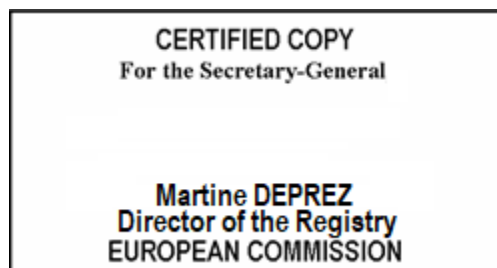 CERTIFIED COPY
For the Secretary-General
Martine DEPREZ
Director of the Registry
EUROPEAN COMMISSION